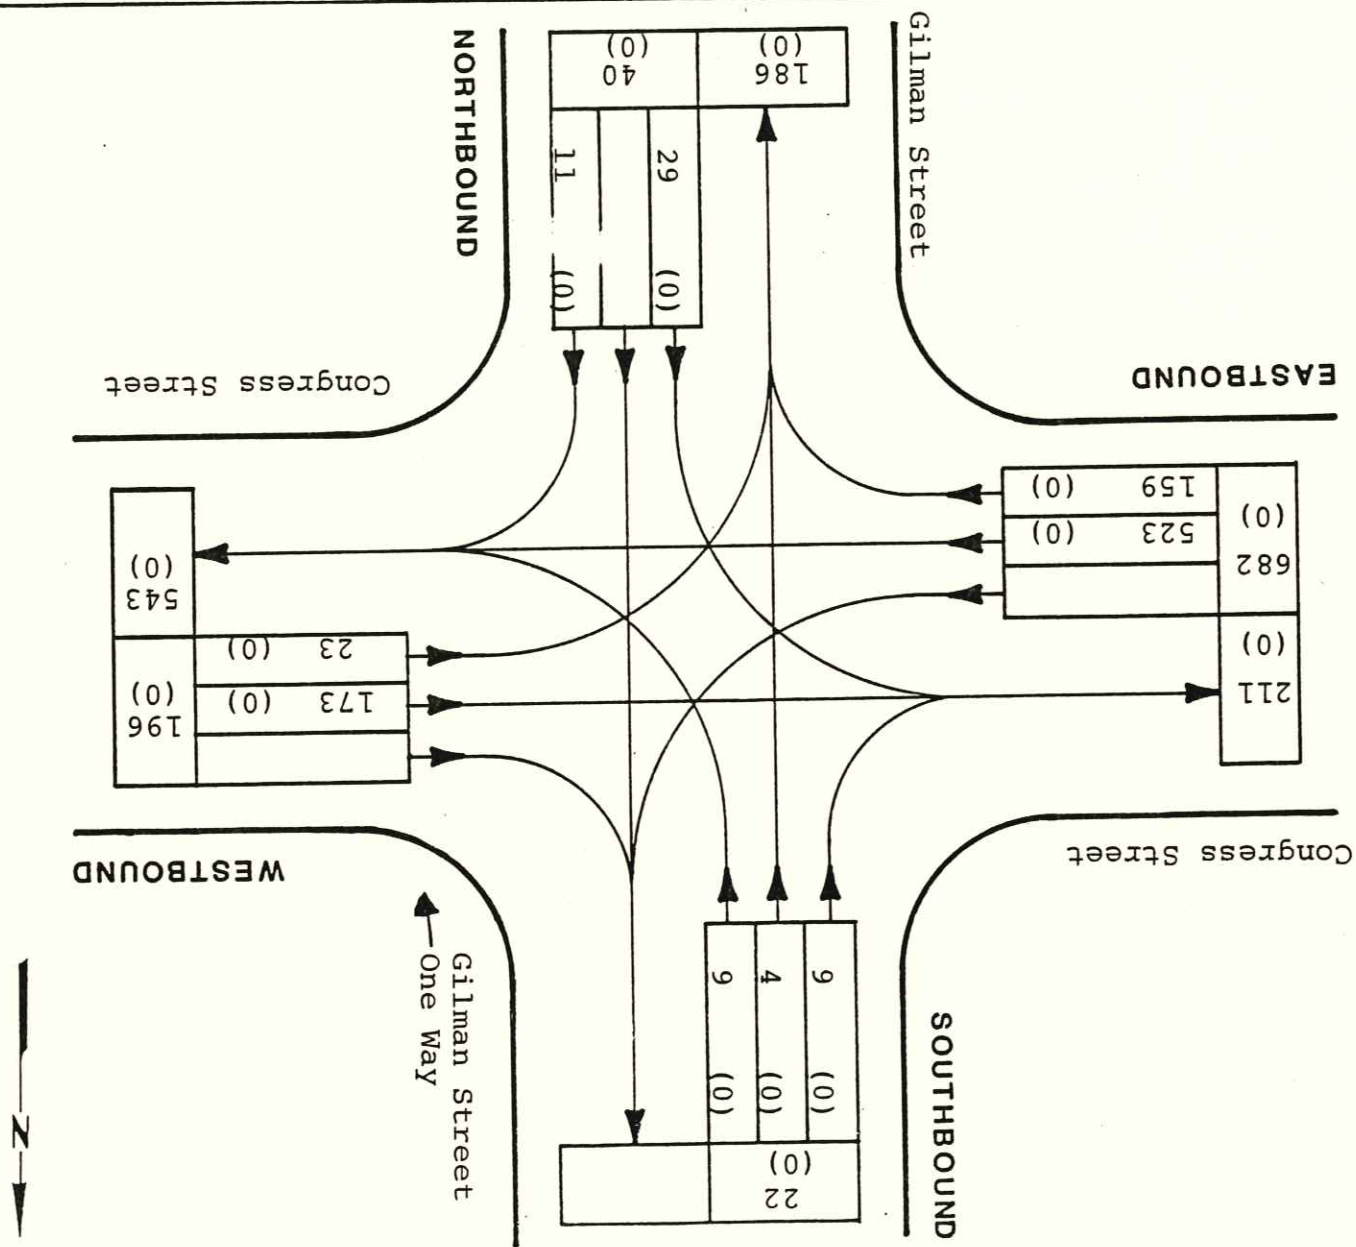 N
SOUTHBOUND
22
(0)
9 (0)
4 (0)
9 (0)
Gilman Street
One Way
Congress Street
WESTBOUND
211
(0)
682
(0)
523 (0)
159 (0)
196
(0)
173 (0)
23 (0)
543
(0)
EASTBOUND
Congress Street
Gilman Street
29 (0)
11 (0)
186
(0)
40
(0)
NORTHBOUND